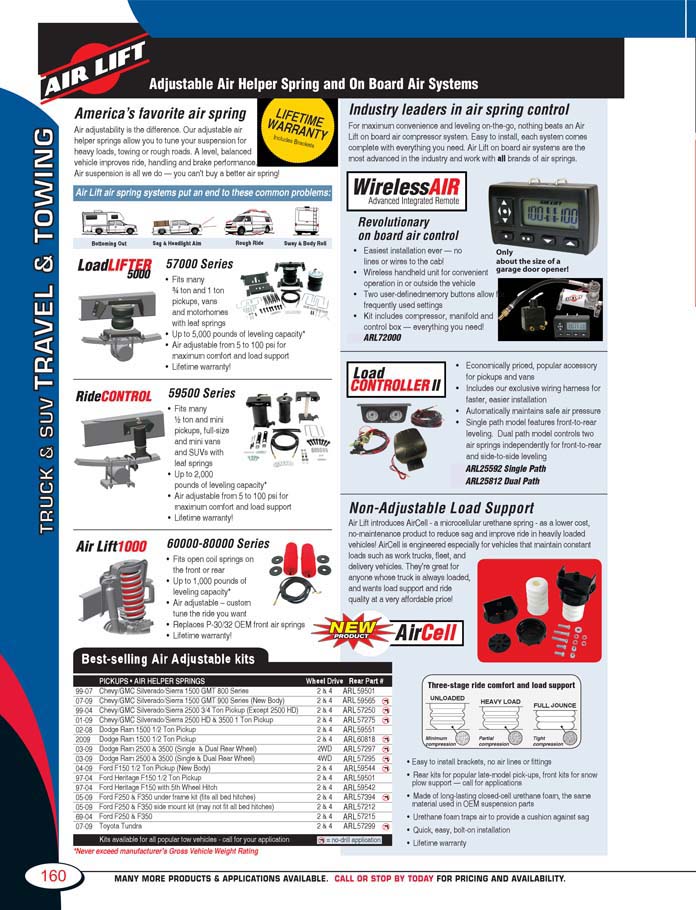 AIR LIFT
Adjustable Air Helper Spring and On Board Air Systems
TRUCK & SUV TRAVEL & TOWING
America's favorite air spring
Air adjustability is the difference. Our adjustable air
helper springs allow you to tune your suspension for
heavy loads, towing or rough roads. A level, balanced
vehicle improves ride, handling and brake performance.
Air suspension is all we do — you can't buy a better air spring!
LIFETIME
WARRANTY
Includes Brackets
Air Lift air spring systems put an end to these common problems:
Bottoming Out Sag & Headlight Aim Rough Ride Sway & Body Roll
LoadLIFTER
5000
57000 Series
• Fits many
¾ ton and 1 ton
pickups, vans
and motorhomes
with leaf springs
• Up to 5,000 pounds of leveling capacity*
• Air adjustable from 5 to 100 psi for
maximum comfort and load support
• Lifetime warranty!
RideCONTROL
59500 Series
• Fits many
½ ton and mini
pickups, full-size
and mini vans
and SUVs with
leaf springs
• Up to 2,000
pounds of leveling capacity*
• Air adjustable from 5 to 100 psi for
maximum comfort and load support
• Lifetime warranty!
Air Lift1000
60000-80000 Series
• Fits open coil springs on
the front or rear
• Up to 1,000 pounds of
leveling capacity*
• Air adjustable – custom
tune the ride you want
• Replaces P-30/32 OEM front air springs
• Lifetime warranty!
Best-selling Air Adjustable kits
PICKUPS • AIR HELPER SPRINGS Wheel Drive Rear Part #
99-07 Chevy/GMC Silverado/Sierra 1500 GMT 800 Series 2 & 4 ARL 59501
07-09 Chevy/GMC Silverado/Sierra 1500 GMT 900 Series (New Body) 2 & 4 ARL 59565
99-04 Chevy/GMC Silverado/Sierra 2500 3/4 Ton Pickup (Except 2500 HD) 2 & 4 ARL 57250
01-09 Chevy/GMC Silverado/Sierra 2500 HD & 3500 1 Ton Pickup 2 & 4 ARL 57275
02-08 Dodge Ram 1500 1/2 Ton Pickup 2 & 4 ARL 59551
2009 Dodge Ram 1500 1/2 Ton Pickup 2 & 4 ARL 60818
03-09 Dodge Ram 2500 & 3500 (Single & Dual Rear Wheel) 2WD ARL 57297
03-09 Dodge Ram 2500 & 3500 (Single & Dual Rear Wheel) 4WD ARL 57295
04-09 Ford F150 1/2 Ton Pickup (New Body) 2 & 4 ARL 59544
97-04 Ford Heritage F150 1/2 Ton Pickup 2 & 4 ARL 59501
97-04 Ford Heritage F150 with 5th Wheel Hitch 2 & 4 ARL 59542
05-09 Ford F250 & F350 under frame kit (fits all bed hitches) 2 & 4 ARL 57394
05-09 Ford F250 & F350 side mount kit (may not fit all bed hitches) 2 & 4 ARL 57212
69-04 Ford F250 & F350 2 & 4 ARL 57215
07-09 Toyota Tundra 2 & 4 ARL 57299
Kits available for all popular tow vehicles - call for your application = no-drill application
*Never exceed manufacturer's Gross Vehicle Weight Rating
Industry leaders in air spring control
For maximum convenience and leveling on-the-go, nothing beats an Air
Lift on board air compressor system. Easy to install, each system comes
complete with everything you need. Air Lift on board air systems are the
most advanced in the industry and work with all brands of air springs.
WirelessAIR
Advanced Integrated Remote
Revolutionary
on board air control
• Easiest installation ever — no
lines or wires to the cab!
• Wireless handheld unit for convenient
operation in or outside the vehicle
• Two user-definedmemory buttons allow
frequently used settings
• Kit includes compressor, manifold and
control box — everything you need!
ARL72000
AIR LIFT
Only
about the size of a
garage door opener!
Load
CONTROLLER II
• Economically priced, popular accessory
for pickups and vans
• Includes our exclusive wiring harness for
faster, easier installation
• Automatically maintains safe air pressure
• Single path model features front-to-rear
leveling. Dual path model controls two
air springs independently for front-to-rear
and side-to-side leveling
ARL25592 Single Path
ARL25812 Dual Path
Non-Adjustable Load Support
Air Lift introduces AirCell - a microcellular urethane spring - as a lower cost,
no-maintenance product to reduce sag and improve ride in heavily loaded
vehicles! AirCell is engineered especially for vehicles that maintain constant
loads such as work trucks, fleet, and
delivery vehicles. They're great for
anyone whose truck is always loaded,
and wants load support and ride
quality at a very affordable price!
NEW
PRODUCT
AirCell
Three-stage ride comfort and load support
UNLOADED HEAVY LOAD FULL JOUNCE
Minimum compression Partial compression Tight compression
• Easy to install brackets, no air lines or fittings
• Rear kits for popular late-model pick-ups, front kits for snow
plow support — call for applications
• Made of long-lasting closed-cell urethane foam, the same
material used in OEM suspension parts
• Urethane foam traps air to provide a cushion against sag
• Quick, easy, bolt-on installation
• Lifetime warranty
160
MANY MORE PRODUCTS & APPLICATIONS AVAILABLE. CALL OR STOP BY TODAY FOR PRICING AND AVAILABILITY.